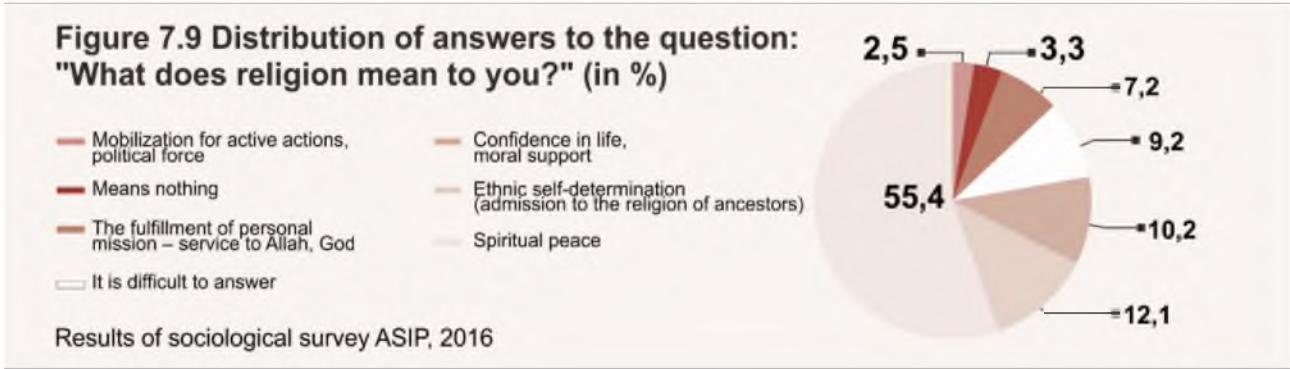 Figure 7.9 Distribution of answers to the question:
"What does religion mean to you?" (in %)
Mobilization for active actions,
political force
Means nothing
The fulfillment of personal
mission – service to Allah, God
It is difficult to answer
Confidence in life,
moral support
Ethnic self-determination
(admission to the religion of ancestors)
Spiritual peace
Results of sociological survey ASIP, 2016
2,5
3,3
7,2
9,2
55,4
10,2
12,1